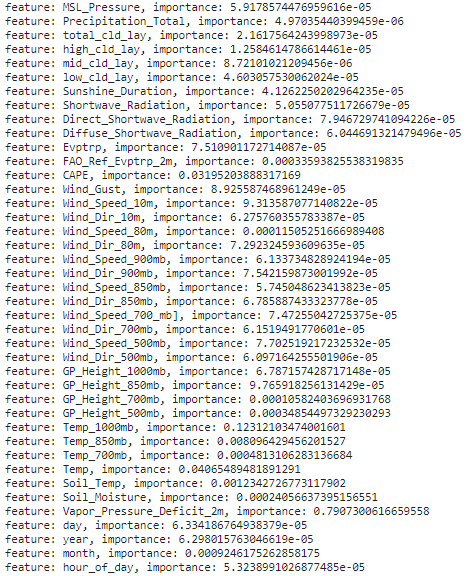 feature: MSL_Pressure, importance: 5.9178574476959616e-05
feature: Precipitation_Total, importance: 4.97035440399459e-06
feature: total_cld_lay, importance: 2.1617564243998973e-05
feature: high_cld_lay, importance: 1.2584614786614461e-05
feature: mid_cld_lay, importance: 8.72101021209456e-06
feature: low_cld_lay, importance: 4.603057530062024e-06
feature: Sunshine_Duration, importance: 4.1262250202964235e-05
feature: Shortwave_Radiation, importance: 5.055077511726679e-05
feature: Direct_Shortwave_Radiation, importance: 7.946729741094226e-05
feature: Diffuse_Shortwave_Radiation, importance: 6.044691321479496e-05
feature: Evptrp, importance: 7.510901172714087e-05
feature: FAO_Ref_Evptrp_2m, importance: 0.00033593825538319835
feature: CAPE, importance: 0.03195203888317169
feature: Wind_Gust, importance: 8.925587468961249e-05
feature: Wind_Speed_10m, importance: 9.313587077140822e-05
feature: Wind_Dir_10m, importance: 6.275760355783387e-05
feature: Wind_Speed_80m, importance: 0.00011505251666989408
feature: Wind_Dir_80m, importance: 7.292324593609635e-05
feature: Wind_Speed_900mb, importance: 6.133734828924194e-05
feature: Wind_Dir_900mb, importance: 7.542159873001992e-05
feature: Wind_Speed_850mb, importance: 5.745048623413823e-05
feature: Wind_Dir_850mb, importance: 6.785887433323778e-05
feature: Wind_Speed_700_mb], importance: 7.47255042725375e-05
feature: Wind_Dir_700mb, importance: 6.1519491770601e-05
feature: Wind_Speed_500mb, importance: 7.702519217232532e-05
feature: Wind_Dir_500mb, importance: 6.097164255501906e-05
feature: GP_Height_1000mb, importance: 6.787157428717148e-05
feature: GP_Height_850mb, importance: 9.765918256131429e-05
feature: GP_Height_700mb, importance: 0.00010582403696931768
feature: GP_Height_500mb, importance: 0.00034854497329230293
feature: Temp_1000mb, importance: 0.12312103474001601
feature: Temp_850mb, importance: 0.008096429456201527
feature: Temp_700mb, importance: 0.0004813106283136684
feature: Temp, importance: 0.04065489481891291
feature: Soil_Temp, importance: 0.0012342726773117902
feature: Soil_Moisture, importance: 0.00024056637395156551
feature: Vapor_Pressure_Deficit_2m, importance: 0.7907300616659558
feature: day, importance: 6.334186764938379e-05
feature: year, importance: 6.298015763046619e-05
feature: month, importance: 0.0009246175262858175
feature: hour_of_day, importance: 5.3238991026877485e-05